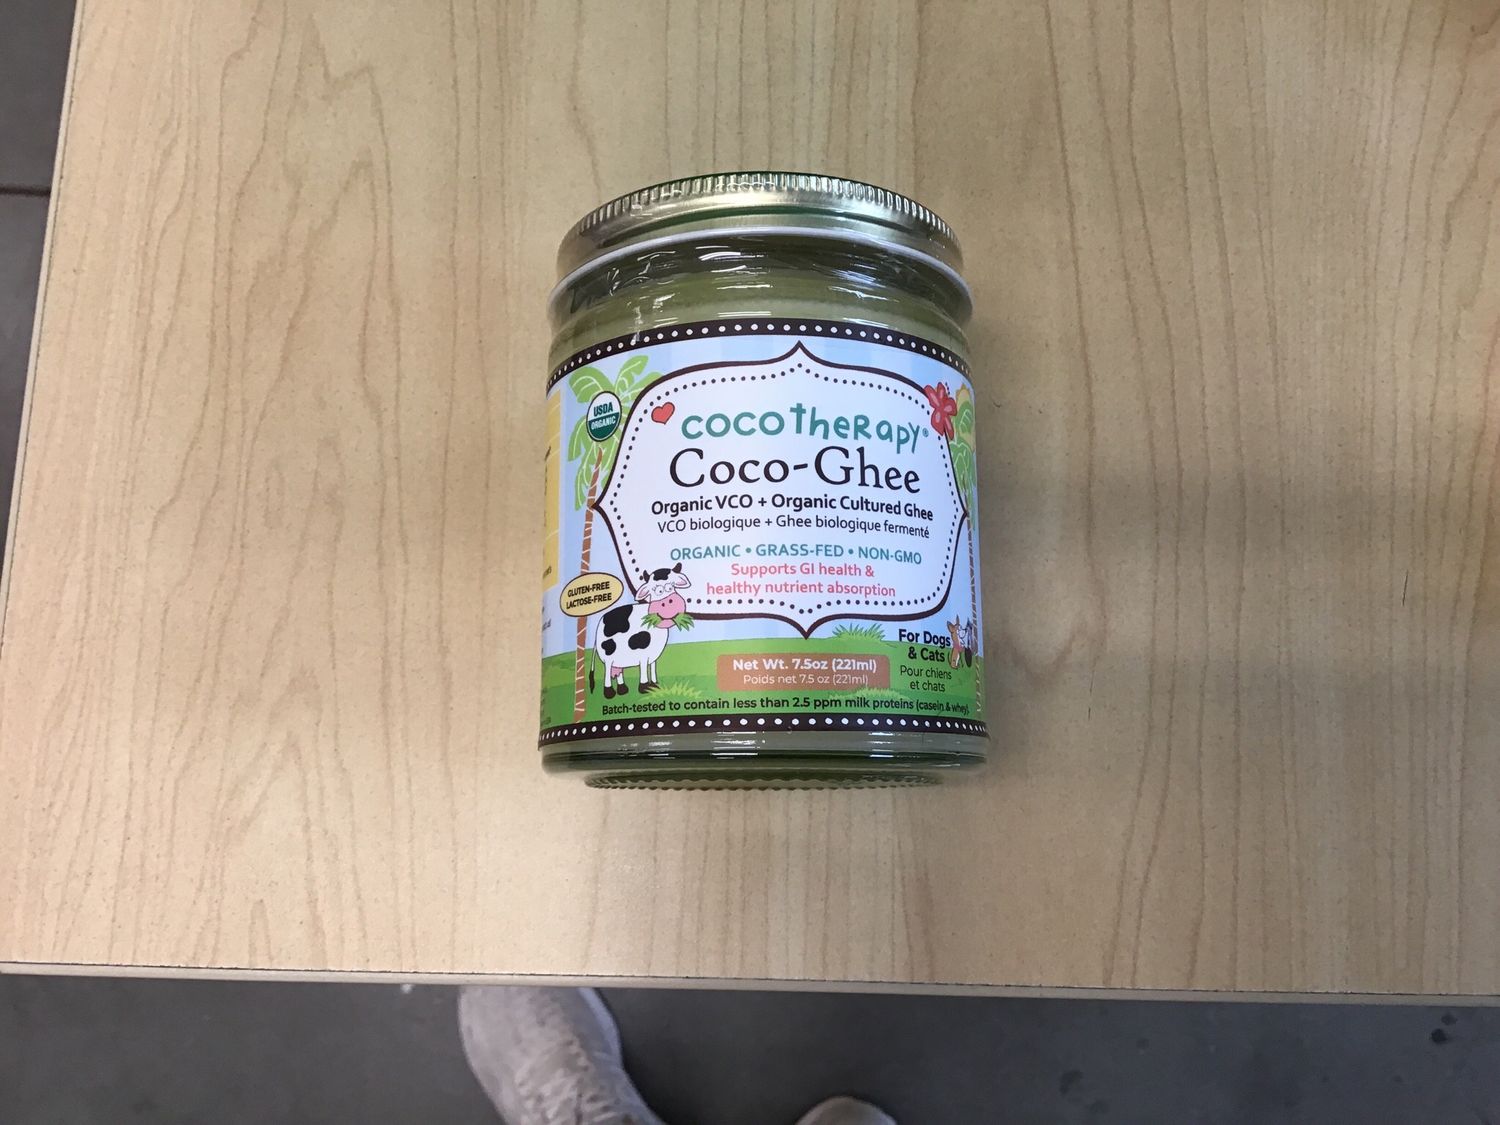 USDA
ORGANIC
cocotheRapy®
Coco-Ghee
Organic VCO + Organic Cultured Ghee
VCO biologique + Ghee biologique fermenté
ORGANIC • GRASS-FED • NON-GMO
Supports GI health &
healthy nutrient absorption
GLUTEN-FREE
LACTOSE-FREE
For Dogs
& Cats
Pour chiens
et chats
Net Wt. 7.5oz (221ml)
Poids net 7.5 oz (221ml)
Batch-tested to contain less than 2.5 ppm milk proteins (casein & whey)